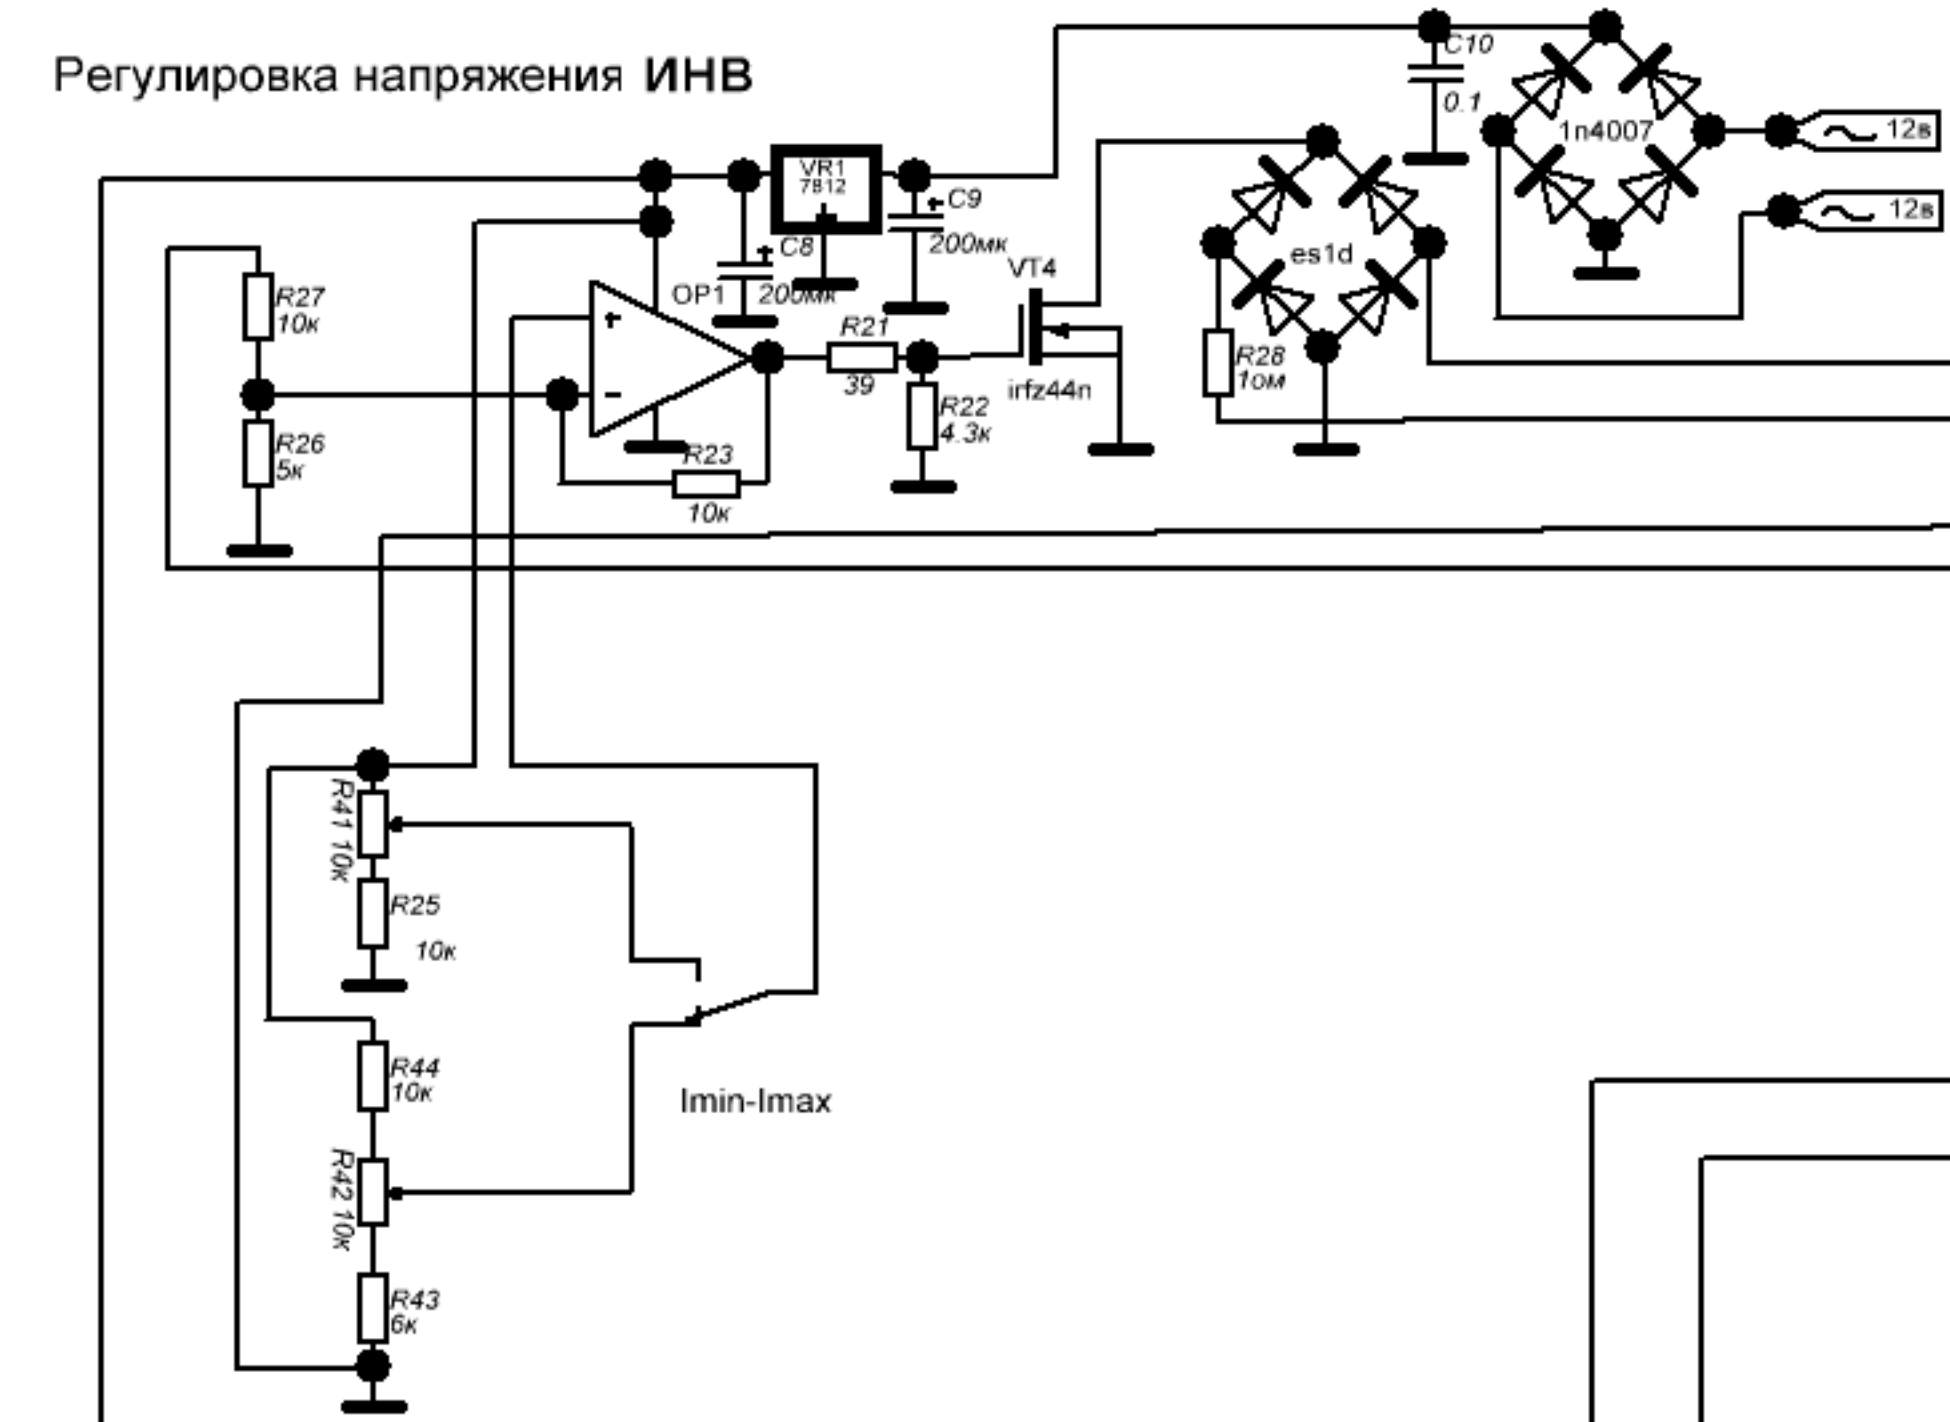 Регулировка напряжения ИНВ
C10
0.1
1n4007
12в
12в
VR1
7812
C9
200мк
C8
200мк
OP1
VT4
irfz44n
es1d
R28
1ом
R27
10к
R26
5к
+
-
R21
39
R22
4.3к
R23
10к
R41 10к
R25
10к
R44
10к
Imin-Imax
R42 10к
R43
6к